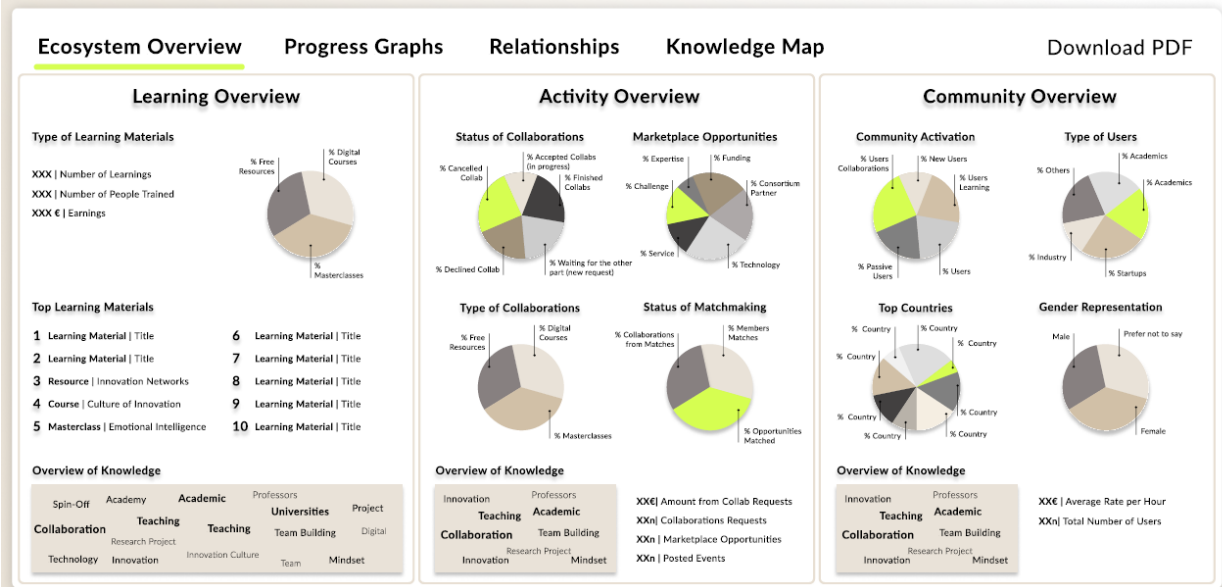 Ecosystem Overview
Progress Graphs
Relationships
Knowledge Map
Download PDF
Learning Overview
Type of Learning Materials
XXX | Number of Learnings
XXX | Number of People Trained
XXX € | Earnings
% Free
Resources
% Digital
Courses
%
Masterclasses
Top Learning Materials
1 Learning Material | Title
2 Learning Material | Title
3 Resource | Innovation Networks
4 Course | Culture of Innovation
5 Masterclass | Emotional Intelligence
6 Learning Material | Title
7 Learning Material | Title
8 Learning Material | Title
9 Learning Material | Title
10 Learning Material | Title
Overview of Knowledge
Spin-Off
Academy
Academic
Professors
Universities
Project
Collaboration
Teaching
Research Project
Teaching
Team Building
Digital
Technology
Innovation
Innovation Culture
Team
Mindset
Activity Overview
Status of Collaborations
% Cancelled
Collab
% Accepted Collabs
(in progress)
% Finished
Collabs
% Declined Collab
% Waiting for the other
part (new request)
Marketplace Opportunities
% Expertise
% Funding
% Challenge
% Consortium
Partner
% Service
% Technology
Type of Collaborations
% Free
Resources
% Digital
Courses
% Masterclasses
Status of Matchmaking
% Collaborations
from Matches
% Members
Matches
% Opportunities
Matched
Overview of Knowledge
Innovation
Professors
Teaching
Academic
Collaboration
Team Building
Research Project
Innovation
Mindset
XX€| Amount from Collab Requests
XXn| Collaborations Requests
XXn | Marketplace Opportunities
XXn | Posted Events
Community Overview
Community Activation
% Users
Collaborations
% New Users
% Users
Learning
% Passive
Users
% Users
Type of Users
% Others
% Academics
% Academics
% Industry
% Startups
Top Countries
% Country
% Country
% Country
% Country
% Country
% Country
% Country
% Country
Gender Representation
Male
Prefer not to say
Female
Overview of Knowledge
Innovation
Professors
Teaching
Academic
Collaboration
Team Building
Research Project
Innovation
Mindset
XX€ | Average Rate per Hour
XXn| Total Number of Users